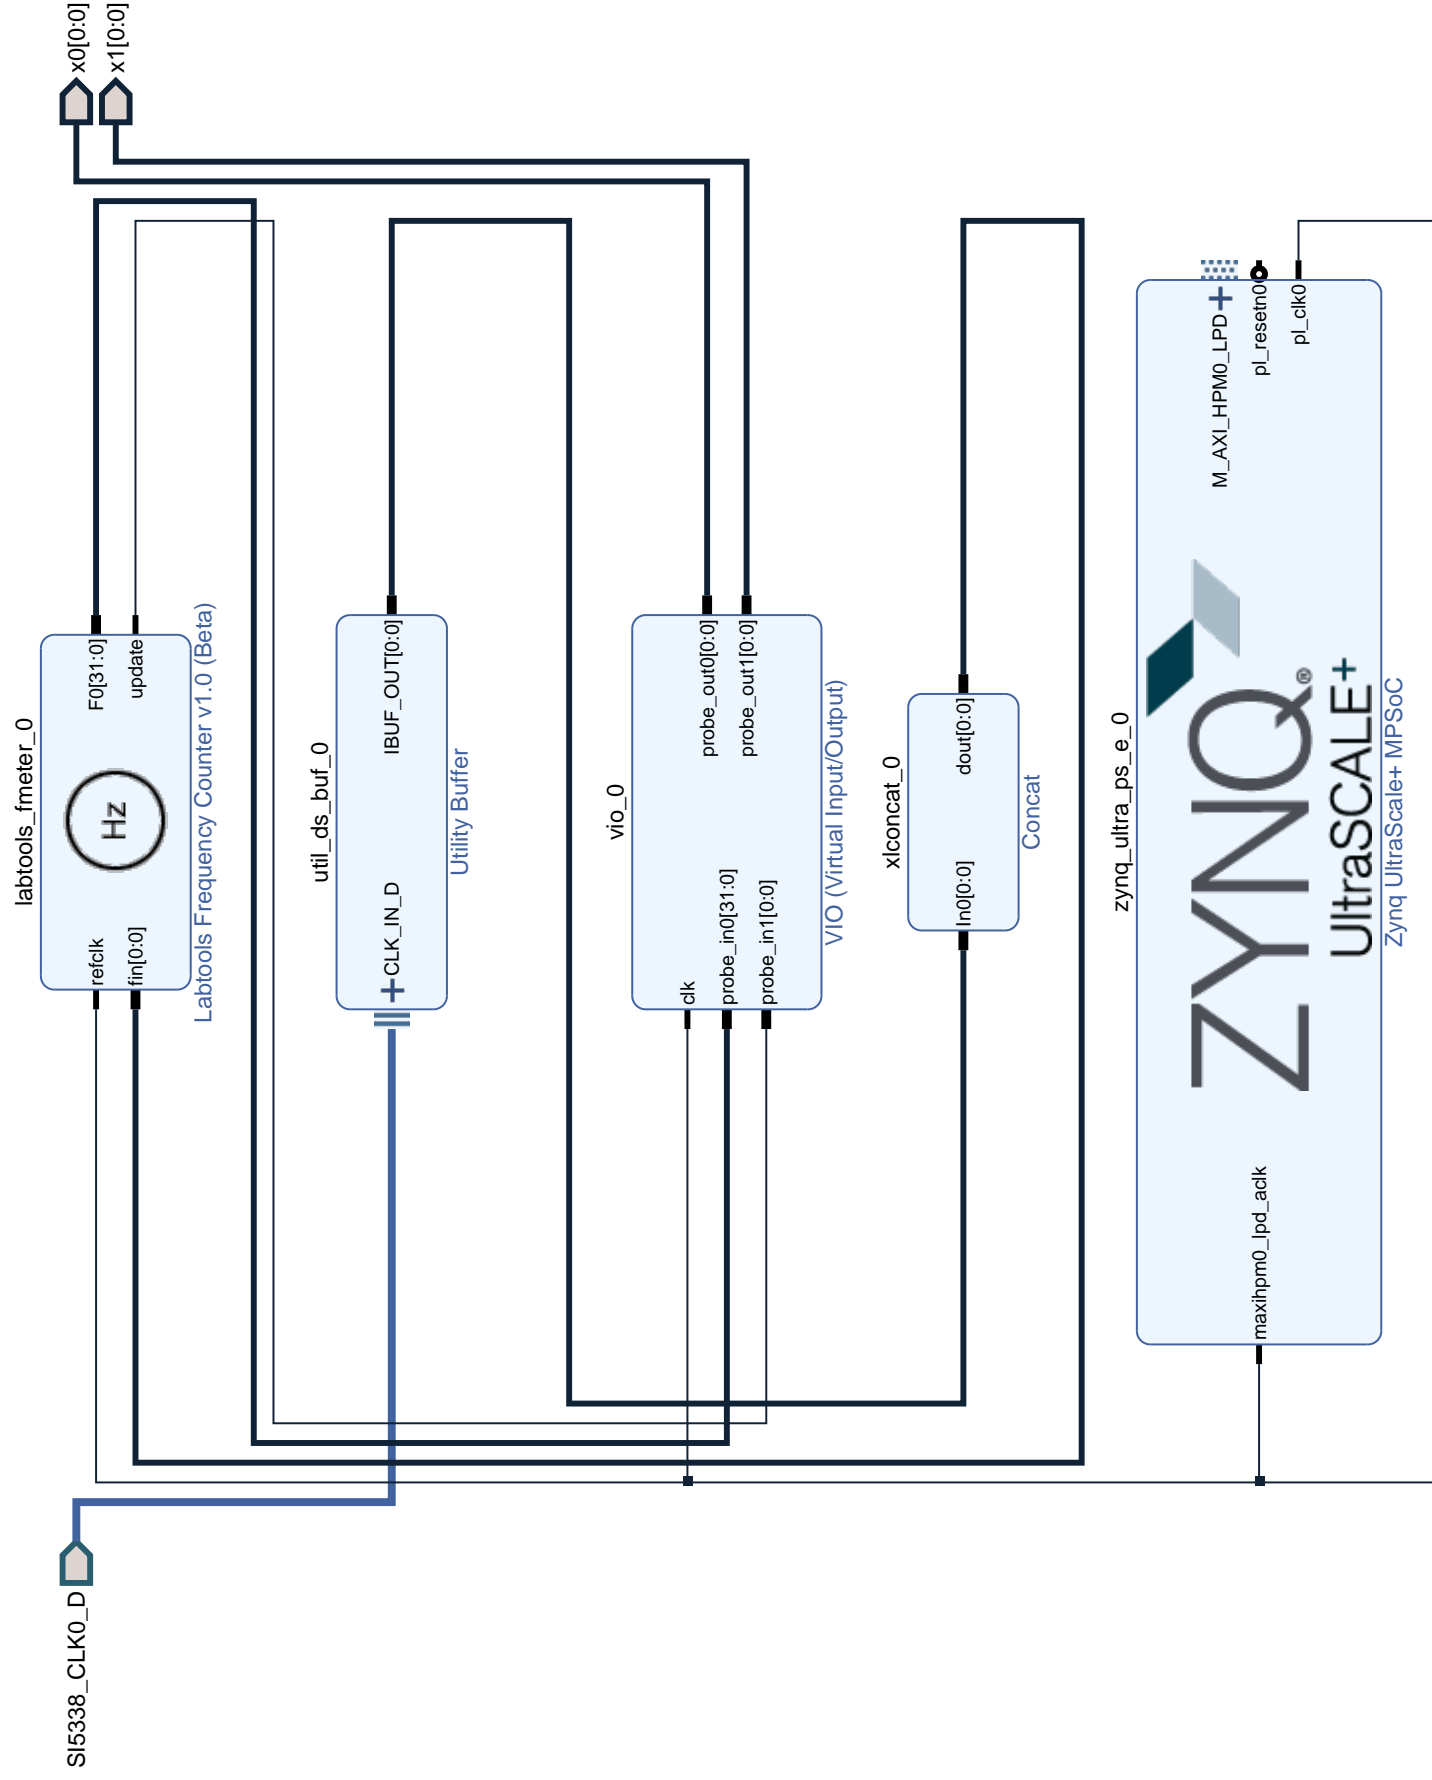 SI5338_CLK0_D
labtools_fmeter_0
refclk
fin[0:0]
Hz
F0[31:0]
update
Labtools Frequency Counter v1.0 (Beta)
util_ds_buf_0
CLK_IN_D
IBUF_OUT[0:0]
Utility Buffer
vio_0
clk
probe_in0[31:0]
probe_in1[0:0]
probe_out0[0:0]
probe_out1[0:0]
VIO (Virtual Input/Output)
xlconcat_0
In0[0:0]
dout[0:0]
Concat
zynq_ultra_ps_e_0
maxihpm0_lpd_aclk
M_AXI_HPM0_LPD
pl_resetn0
pl_clk0
ZYNQ®
UltraSCALE+
Zynq UltraScale+ MPSoC
x0[0:0]
x1[0:0]